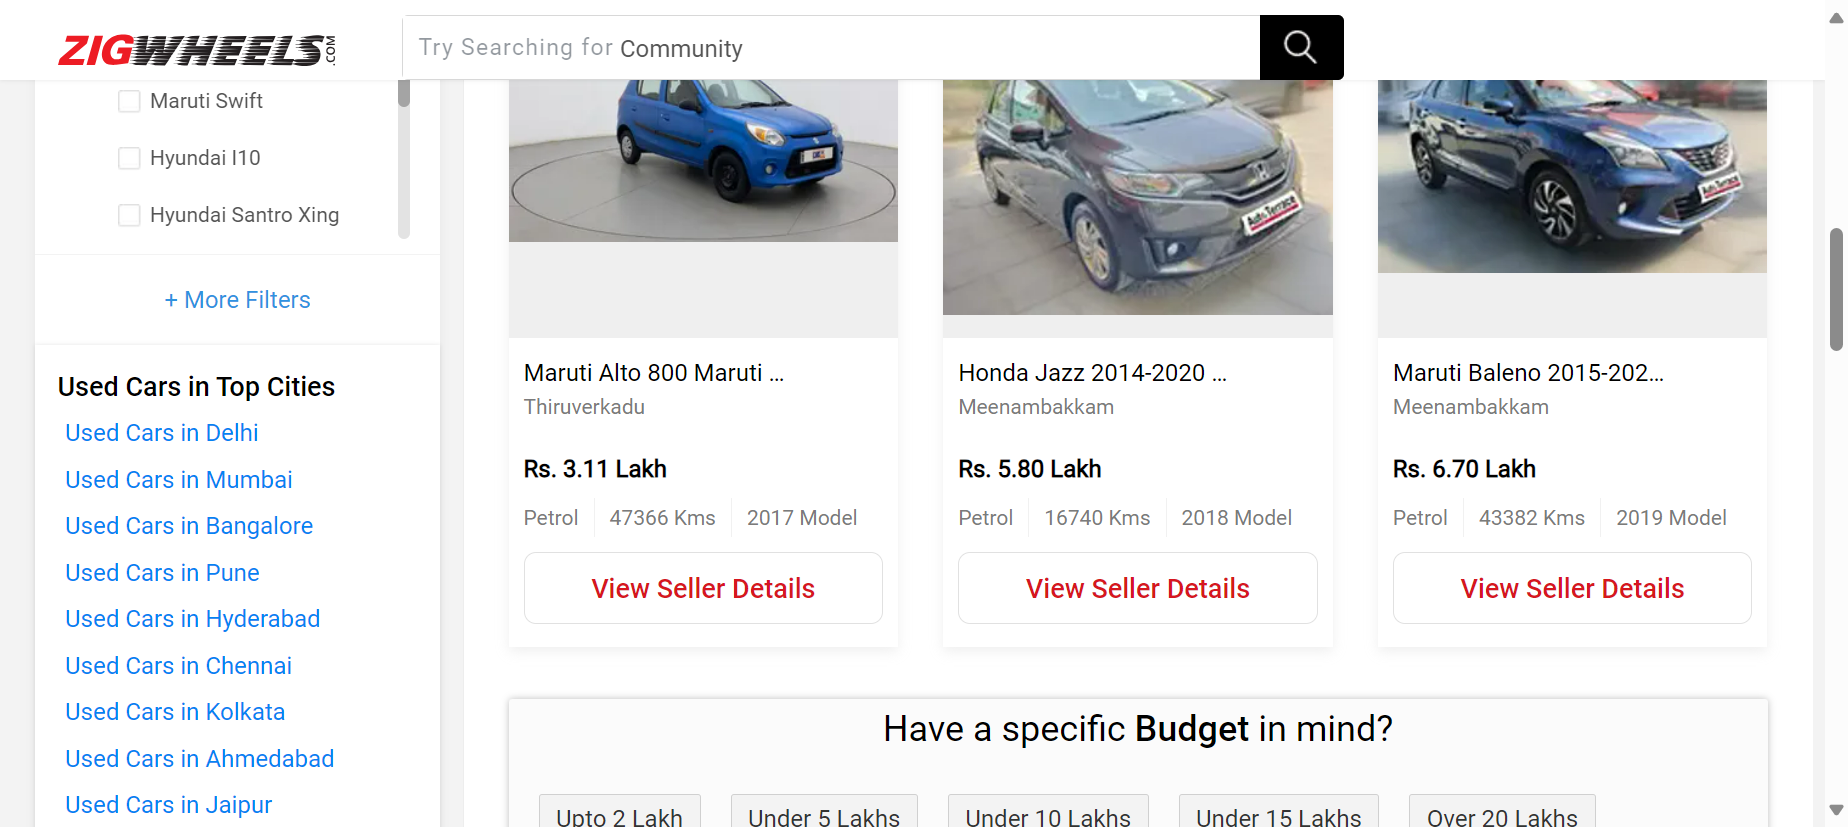 ZIGWHEELS.COM
Try Searching for Community
Maruti Swift
Hyundai I10
Hyundai Santro Xing
+ More Filters
Used Cars in Top Cities
Used Cars in Delhi
Used Cars in Mumbai
Used Cars in Bangalore
Used Cars in Pune
Used Cars in Hyderabad
Used Cars in Chennai
Used Cars in Kolkata
Used Cars in Ahmedabad
Used Cars in Jaipur
Maruti Alto 800 Maruti ...
Thiruverkadu
Rs. 3.11 Lakh
Petrol 47366 Kms 2017 Model
View Seller Details
Auto Terrace
Honda Jazz 2014-2020 ...
Meenambakkam
Rs. 5.80 Lakh
Petrol 16740 Kms 2018 Model
View Seller Details
Auto Terrace
Maruti Baleno 2015-202...
Meenambakkam
Rs. 6.70 Lakh
Petrol 43382 Kms 2019 Model
View Seller Details
Have a specific Budget in mind?
Upto 2 Lakh
Under 5 Lakhs
Under 10 Lakhs
Under 15 Lakhs
Over 20 Lakhs